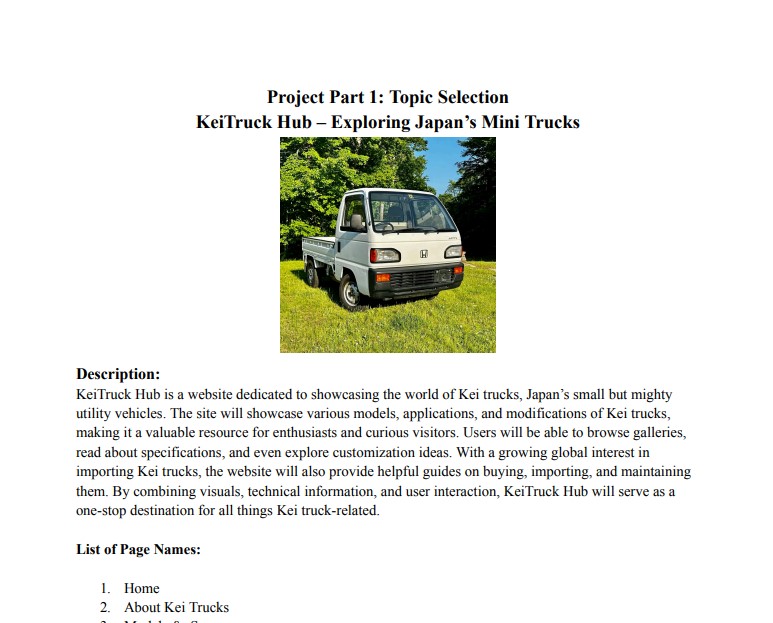 Project Part 1: Topic Selection
KeiTruck Hub – Exploring Japan’s Mini Trucks
Description:
KeiTruck Hub is a website dedicated to showcasing the world of Kei trucks, Japan’s small but mighty
utility vehicles. The site will showcase various models, applications, and modifications of Kei trucks,
making it a valuable resource for enthusiasts and curious visitors. Users will be able to browse galleries,
read about specifications, and even explore customization ideas. With a growing global interest in
importing Kei trucks, the website will also provide helpful guides on buying, importing, and maintaining
them. By combining visuals, technical information, and user interaction, KeiTruck Hub will serve as a
one-stop destination for all things Kei truck-related.
List of Page Names:
1. Home
2. About Kei Trucks